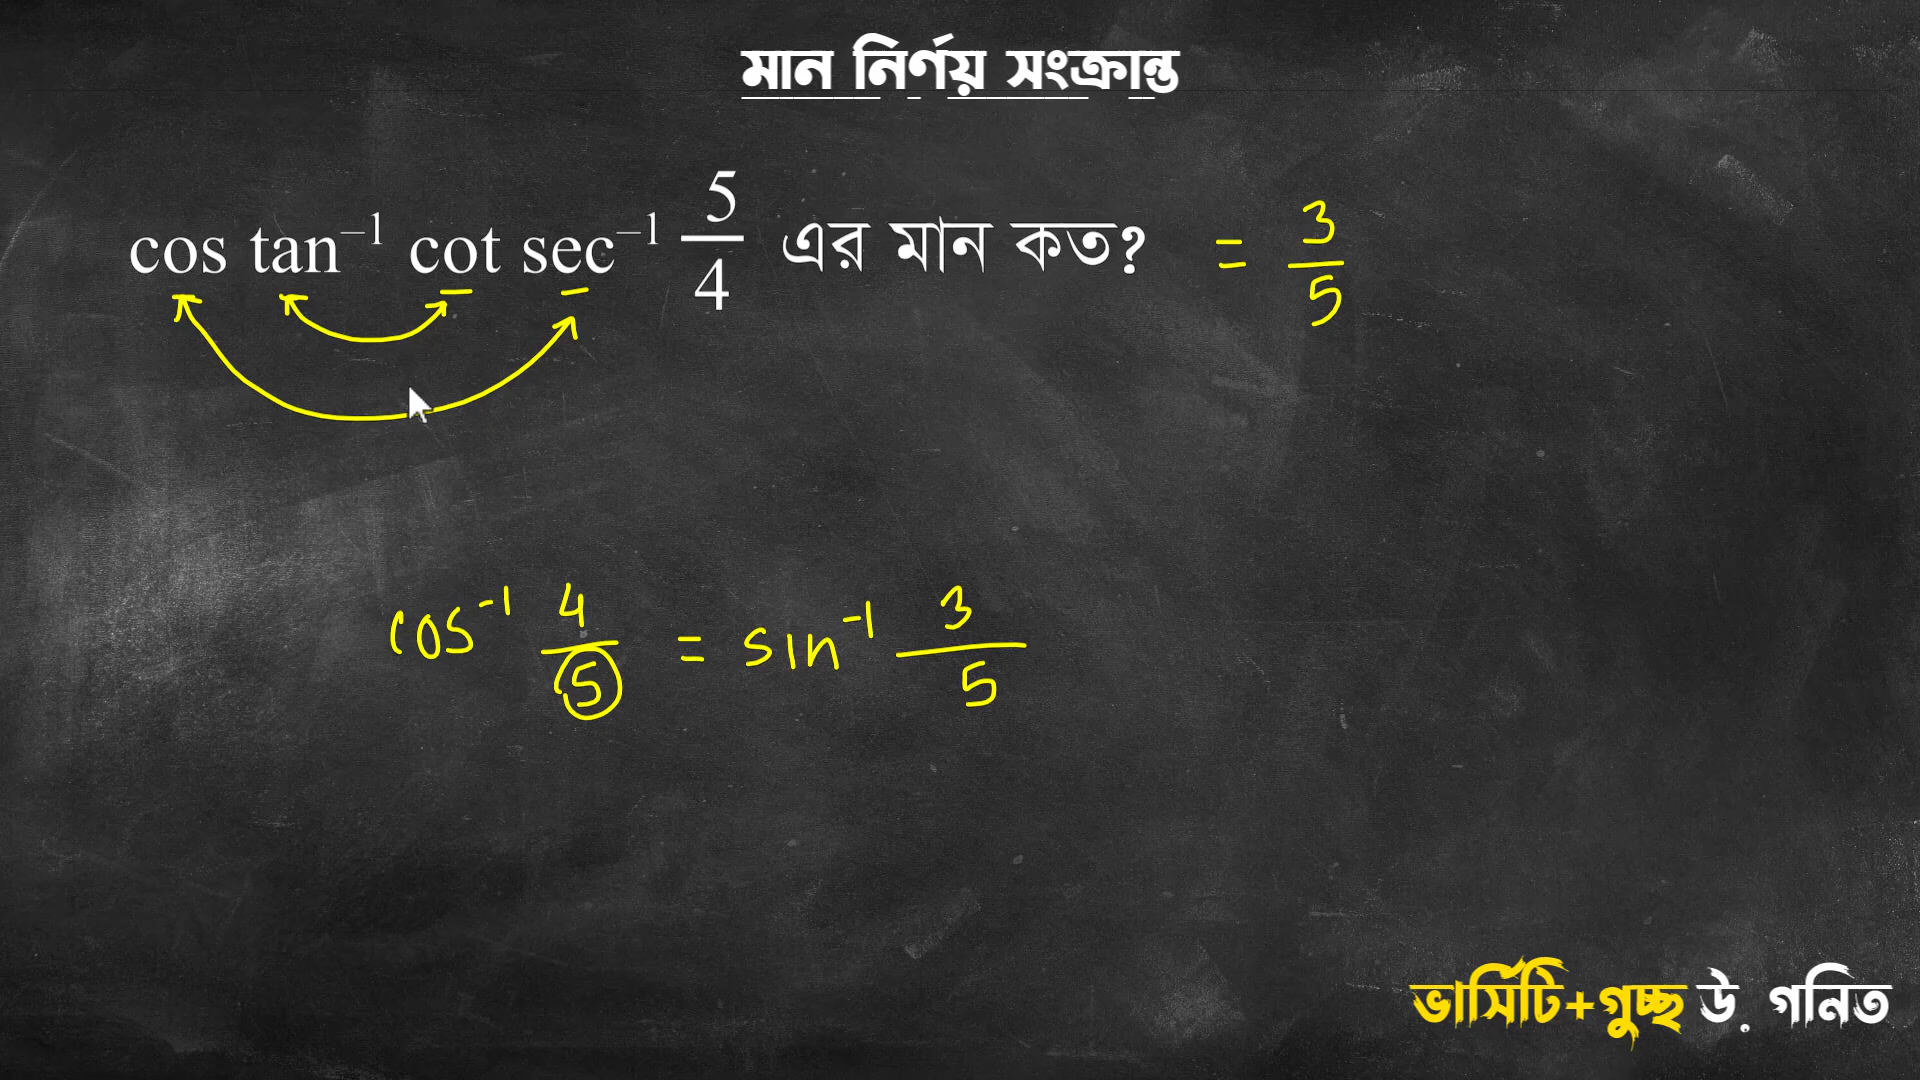 মান নির্ণয় সংক্রান্ত
cos tan⁻¹ cot sec⁻¹ 5/4 এর মান কত? = 3/5
cos⁻¹ 4/5 = sin⁻¹ 3/5
ভার্সিটি+গুচ্ছ উ. গনিত